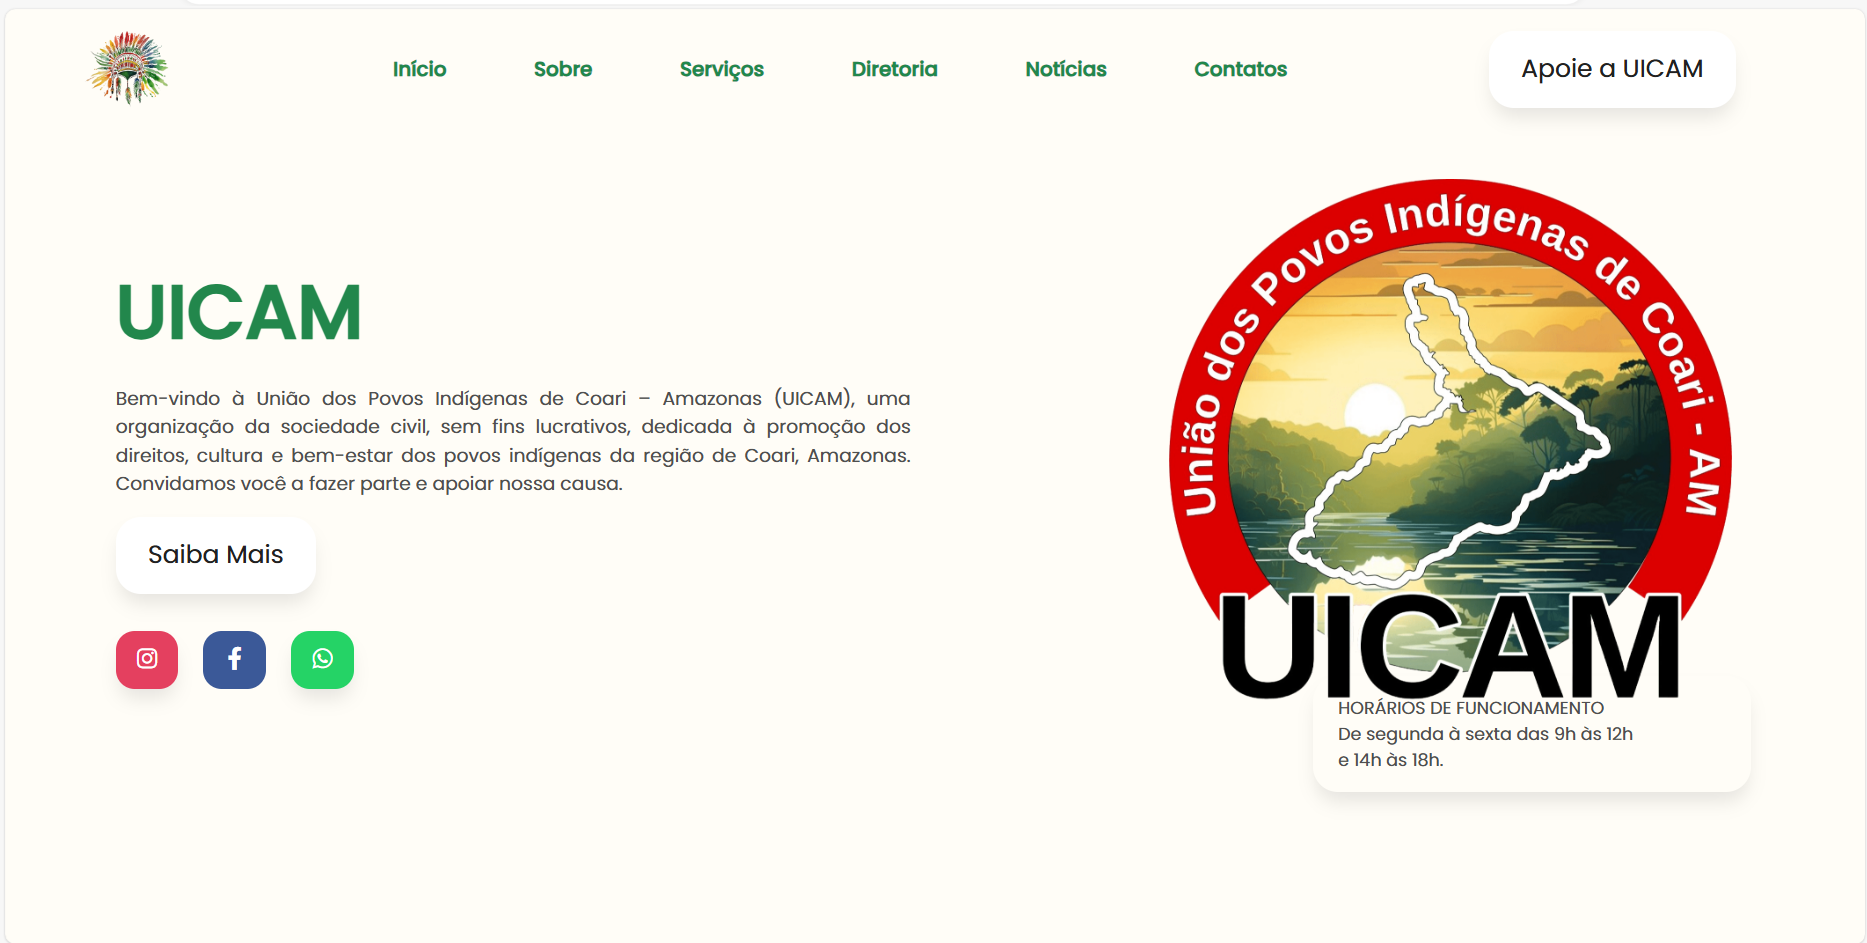 Início
Sobre
Serviços
Diretoria
Notícias
Contatos
Apoie a UICAM
UICAM
Bem-vindo à União dos Povos Indígenas de Coari – Amazonas (UICAM), uma
organização da sociedade civil, sem fins lucrativos, dedicada à promoção dos
direitos, cultura e bem-estar dos povos indígenas da região de Coari, Amazonas.
Convidamos você a fazer parte e apoiar nossa causa.
Saiba Mais
União dos Povos Indígenas de Coari - AM
UICAM
HORÁRIOS DE FUNCIONAMENTO
De segunda à sexta das 9h às 12h
e 14h às 18h.